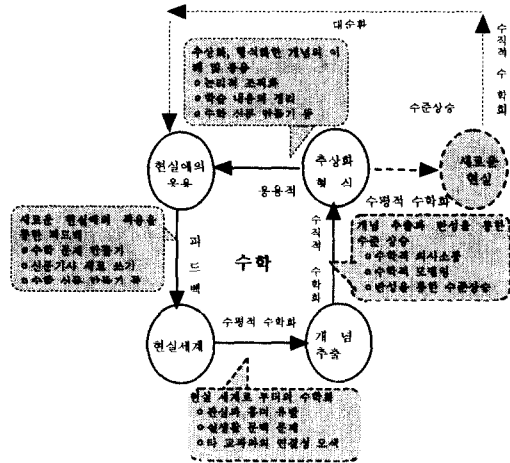 대순환
수직적 수학화
추상화, 형식화한 개념의 이
해 및 응용
논리적 조직화
학습 내용의 정리
수학 신문 만들기 등
수준상승
현실에의
응용
추상화
형식
새로운
현실
응용적
수평적 수학화
새로운 현실에의 적용을
통한 피드백
수학 문제 만들기
신문기사 새로 쓰기
수학 신문 만들기 등
피드백
수학
수직적 수학화
개념 추출과 반성을 통한
수준 상승
수학적 의사소통
수학적 모델링
반성을 통한 수준상승
현실세계
수평적 수학화
개념
추출
현실 세계로 부터의 수학화
관심과 흥미 유발
실생활 문맥 문제
타 교과와의 연결성 모색